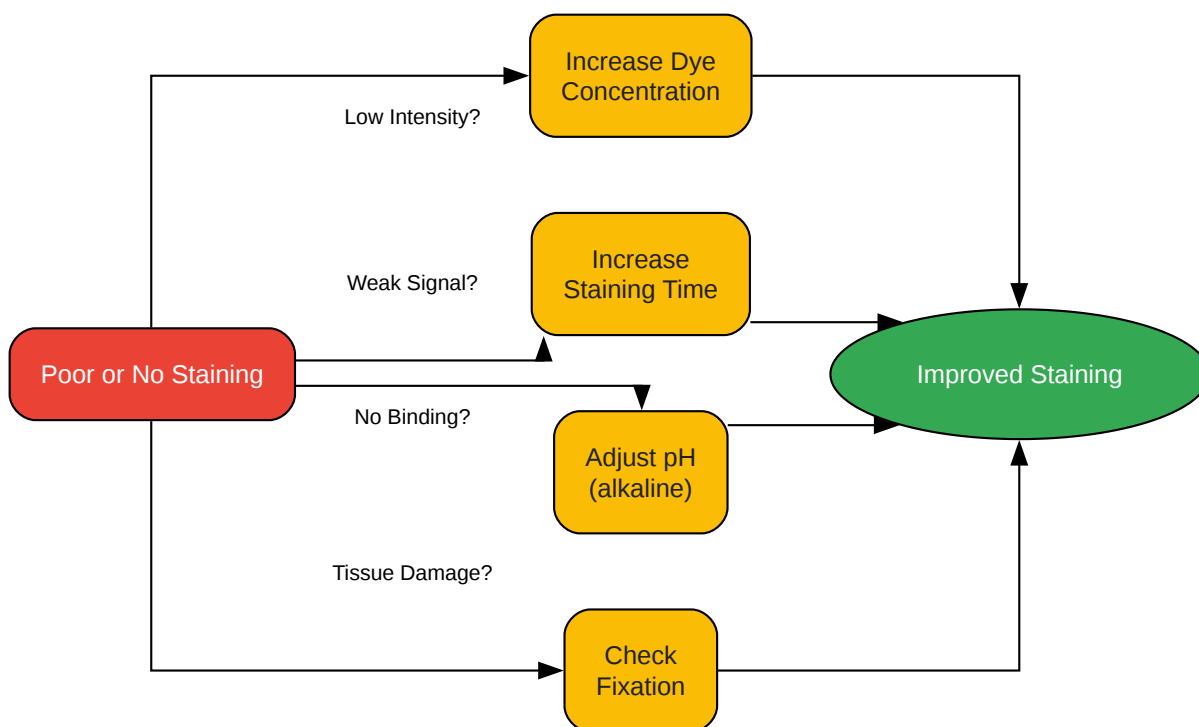 Increase Dye
Concentration
Low Intensity?
Increase
Staining Time
Weak Signal?
Poor or No Staining
Improved Staining
No Binding?
Adjust pH
(alkaline)
Tissue Damage?
Check
Fixation